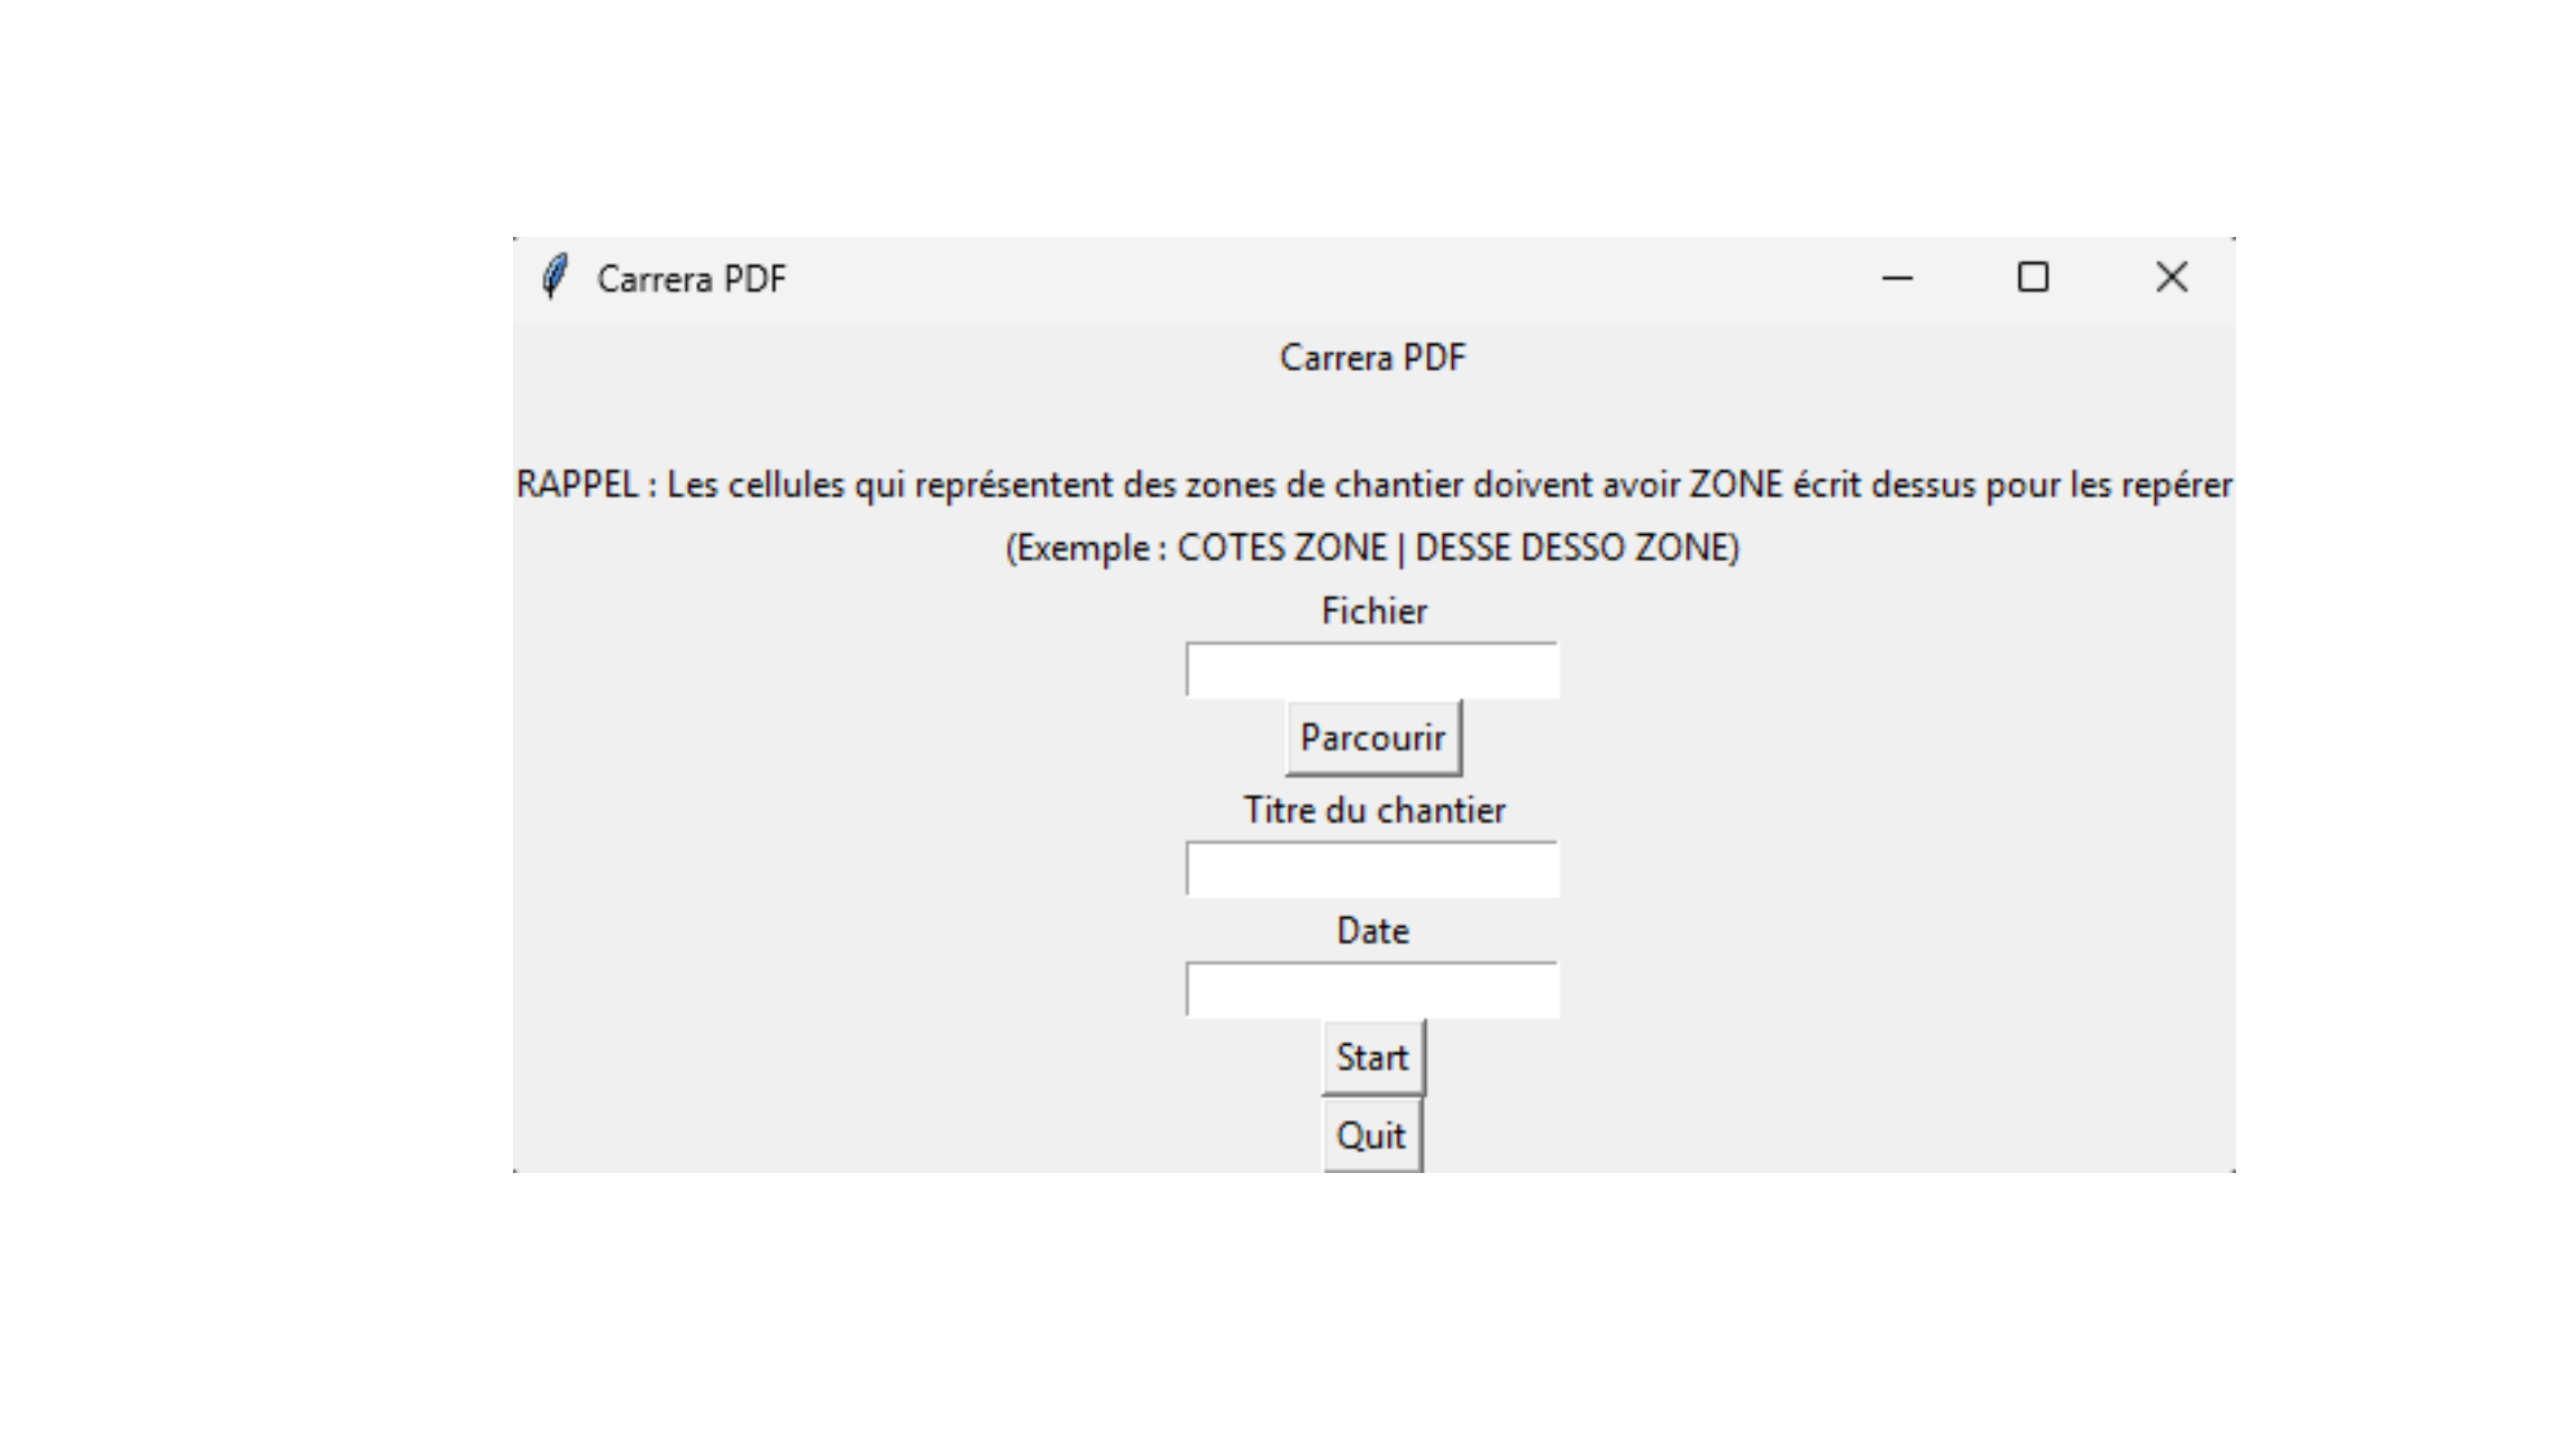 Carrera PDF
Carrera PDF
RAPPEL : Les cellules qui représentent des zones de chantier doivent avoir ZONE écrit dessus pour les repérer
(Exemple : COTES ZONE | DESSE DESSO ZONE)
Fichier
Parcourir
Titre du chantier
Date
Start
Quit